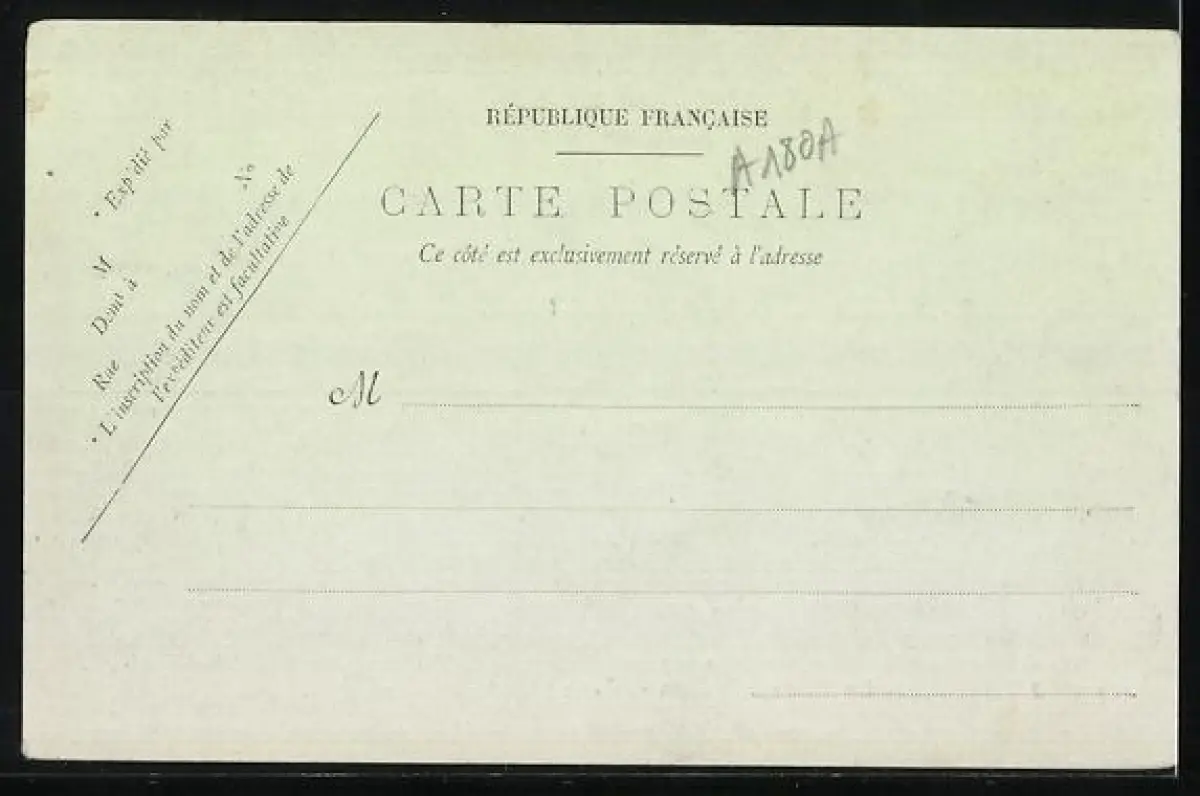 RÉPUBLIQUE FRANÇAISE
A180A
CARTE POSTALE
Ce côté est exclusivement réservé à l'adresse
• Expédié par
M
Demt à
Rue No
• L'inscription du nom et de l'adresse de
l'expéditeur est facultative
M